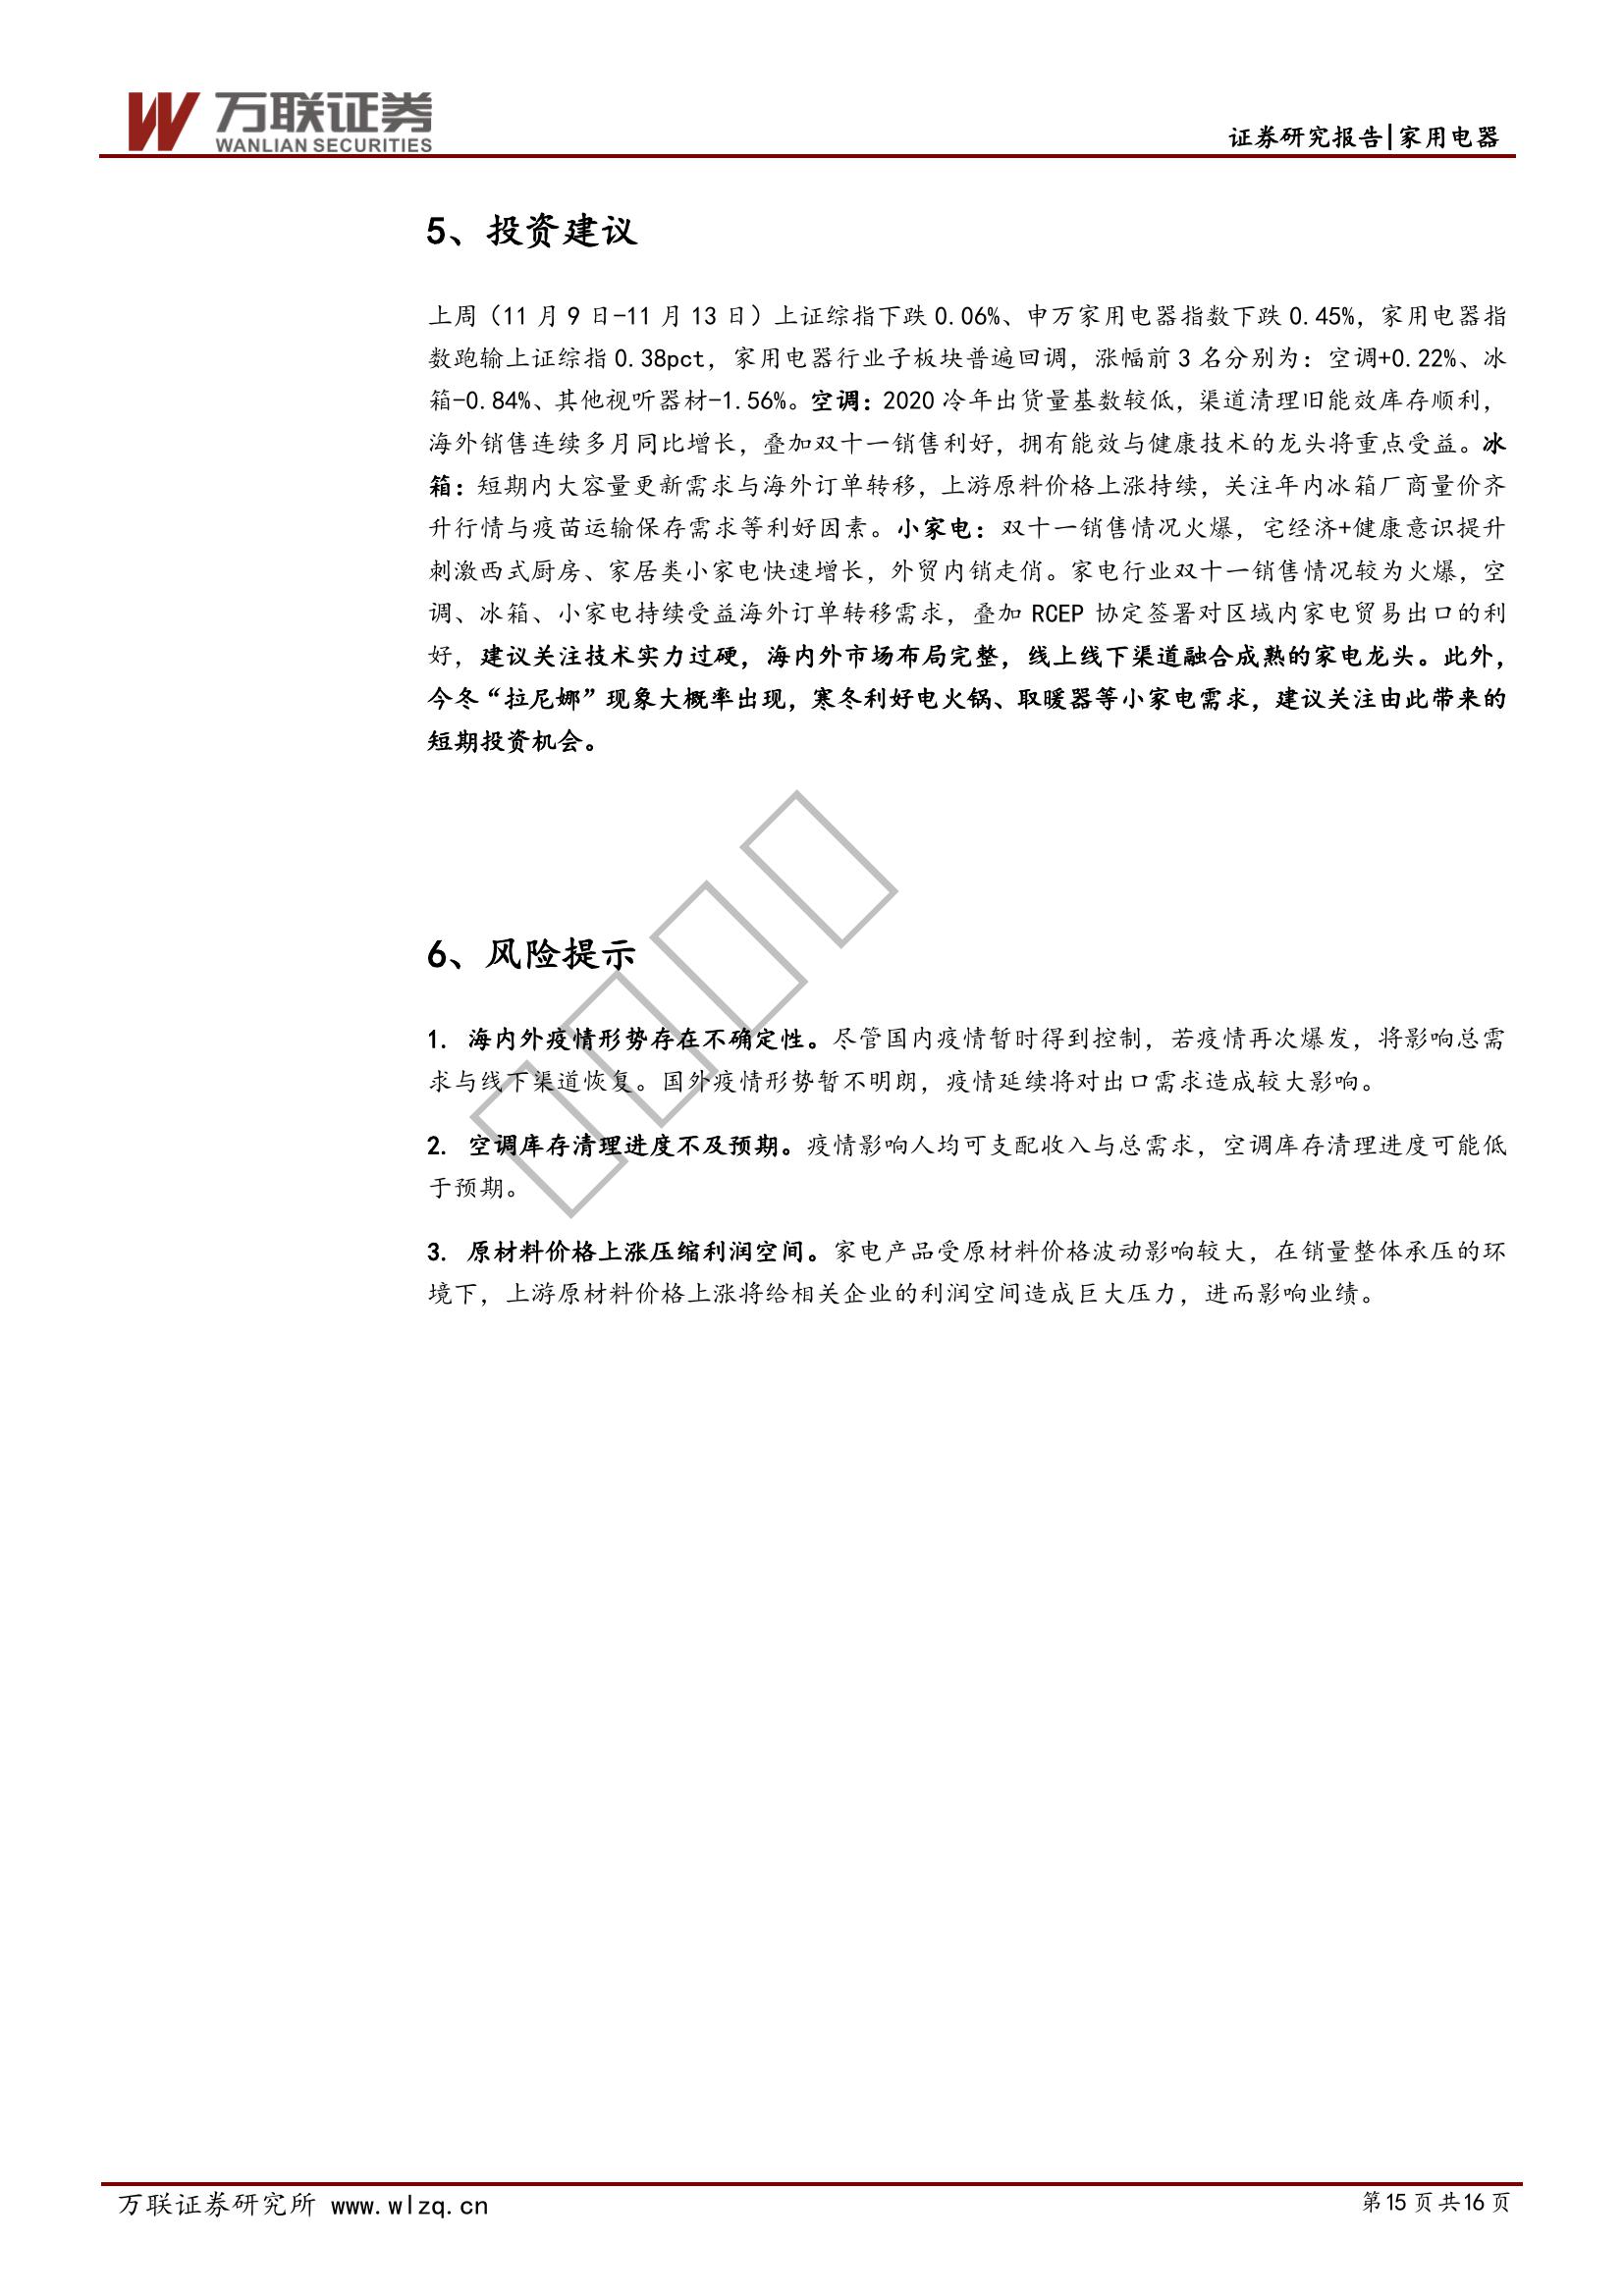 万联证券
WANLIAN SECURITIES
证券研究报告|家用电器
5、投资建议
上周（11 月 9 日-11 月 13 日）上证综指下跌 0.06%、申万家用电器指数下跌 0.45%，家用电器指
数跑输上证综指 0.38pct，家用电器行业子板块普遍回调，涨幅前 3 名分别为：空调+0.22%、冰
箱-0.84%、其他视听器材-1.56%。空调：2020 冷年出货量基数较低，渠道清理旧能效库存顺利，
海外销售连续多月同比增长，叠加双十一销售利好，拥有能效与健康技术的龙头将重点受益。冰
箱：短期内大容量更新需求与海外订单转移，上游原料价格上涨持续，关注年内冰箱厂商量价齐
升行情与疫苗运输保存需求等利好因素。小家电：双十一销售情况火爆，宅经济+健康意识提升
刺激西式厨房、家居类小家电快速增长，外贸内销走俏。家电行业双十一销售情况较为火爆，空
调、冰箱、小家电持续受益海外订单转移需求，叠加 RCEP 协定签署对区域内家电贸易出口的利
好，建议关注技术实力过硬，海内外市场布局完整，线上线下渠道融合成熟的家电龙头。此外，
今冬“拉尼娜”现象大概率出现，寒冬利好电火锅、取暖器等小家电需求，建议关注由此带来的
短期投资机会。
6、风险提示
1. 海内外疫情形势存在不确定性。尽管国内疫情暂时得到控制，若疫情再次爆发，将影响总需
求与线下渠道恢复。国外疫情形势暂不明朗，疫情延续将对出口需求造成较大影响。
2. 空调库存清理进度不及预期。疫情影响人均可支配收入与总需求，空调库存清理进度可能低
于预期。
3. 原材料价格上涨压缩利润空间。家电产品受原材料价格波动影响较大，在销量整体承压的环
境下，上游原材料价格上涨将给相关企业的利润空间造成巨大压力，进而影响业绩。
万联证券研究所 www.wlzq.cn
第 15 页 共 16 页